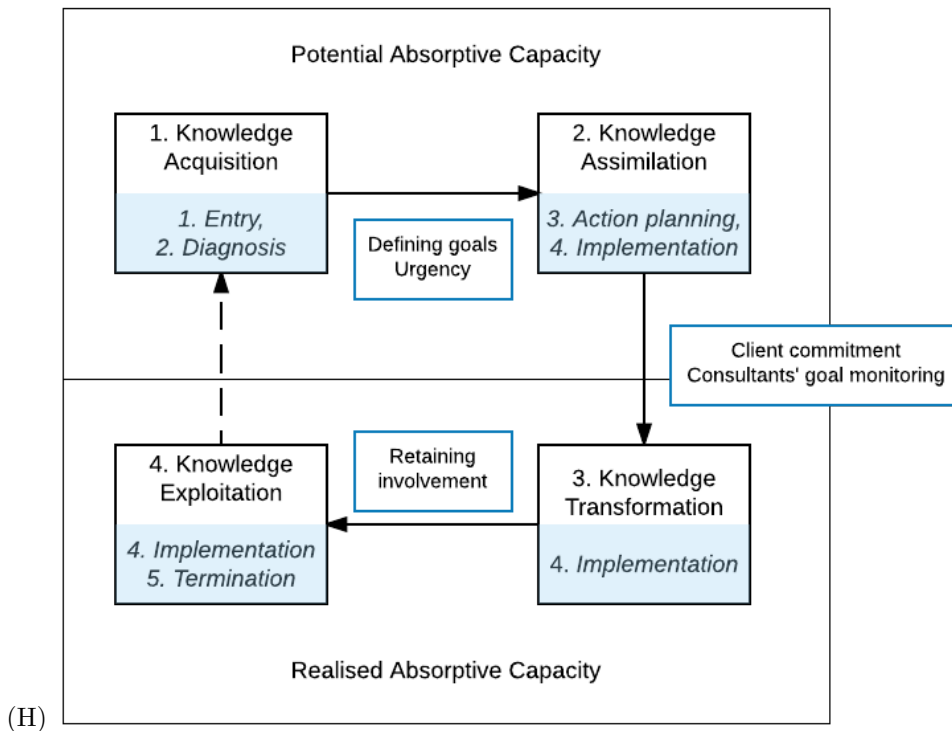 Potential Absorptive Capacity
1. Knowledge
Acquisition
1. Entry,
2. Diagnosis
Defining goals
Urgency
2. Knowledge
Assimilation
3. Action planning,
4. Implementation
Client commitment
Consultants' goal monitoring
4. Knowledge
Exploitation
4. Implementation
5. Termination
Retaining
involvement
3. Knowledge
Transformation
4. Implementation
Realised Absorptive Capacity
(H)